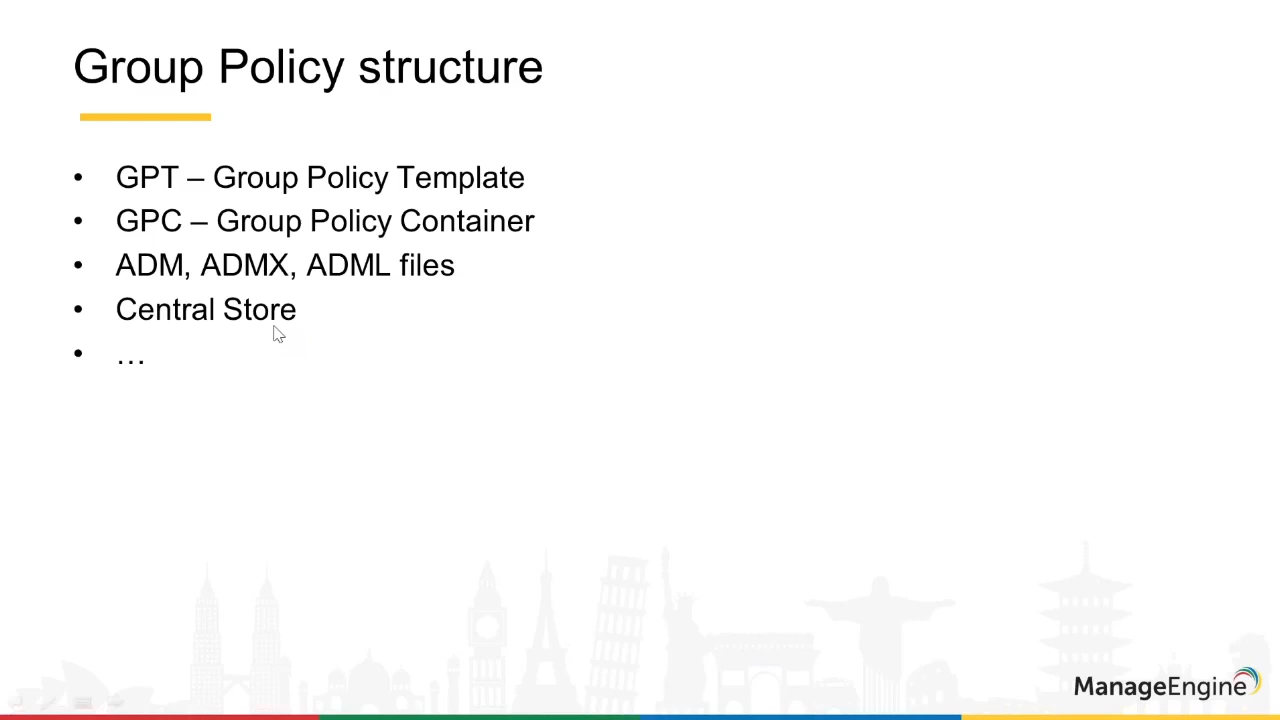 Group Policy structure
• GPT – Group Policy Template
• GPC – Group Policy Container
• ADM, ADMX, ADML files
• Central Store
• …
ManageEngine